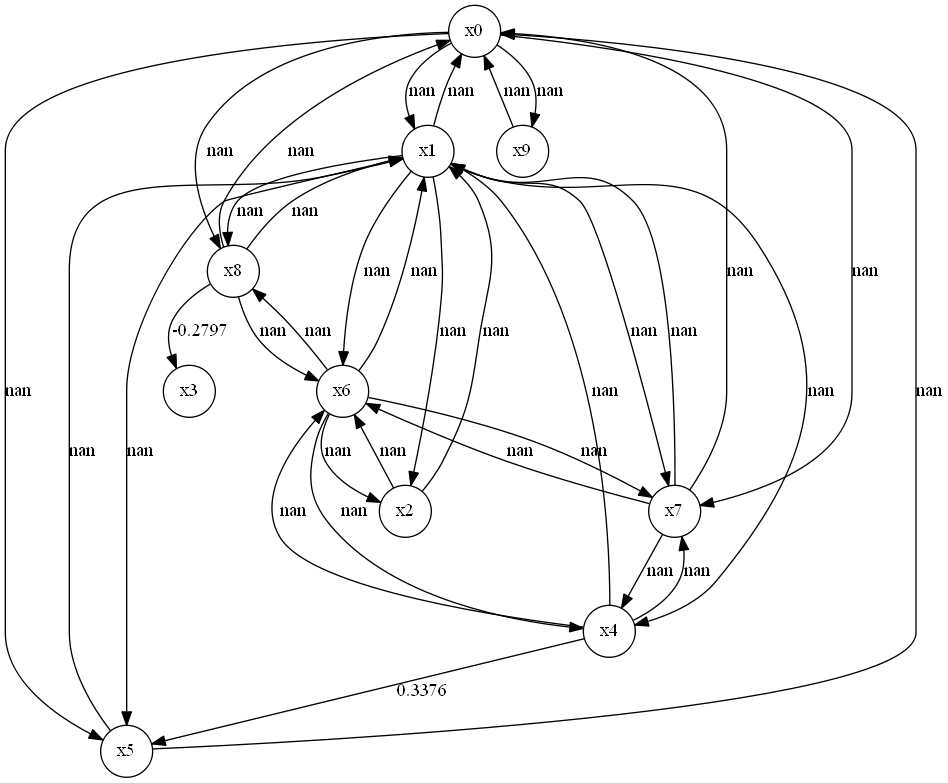 x0
nan nan nan nan
x1 x9
nan nan
nan nan
x8 nan nan nan nan
-0.2797 nan nan nan nan nan nan
x3 x6 nan nan nan nan
nan nan nan nan nan nan
nan nan x2 x7
nan nan
x4
0.3376
x5